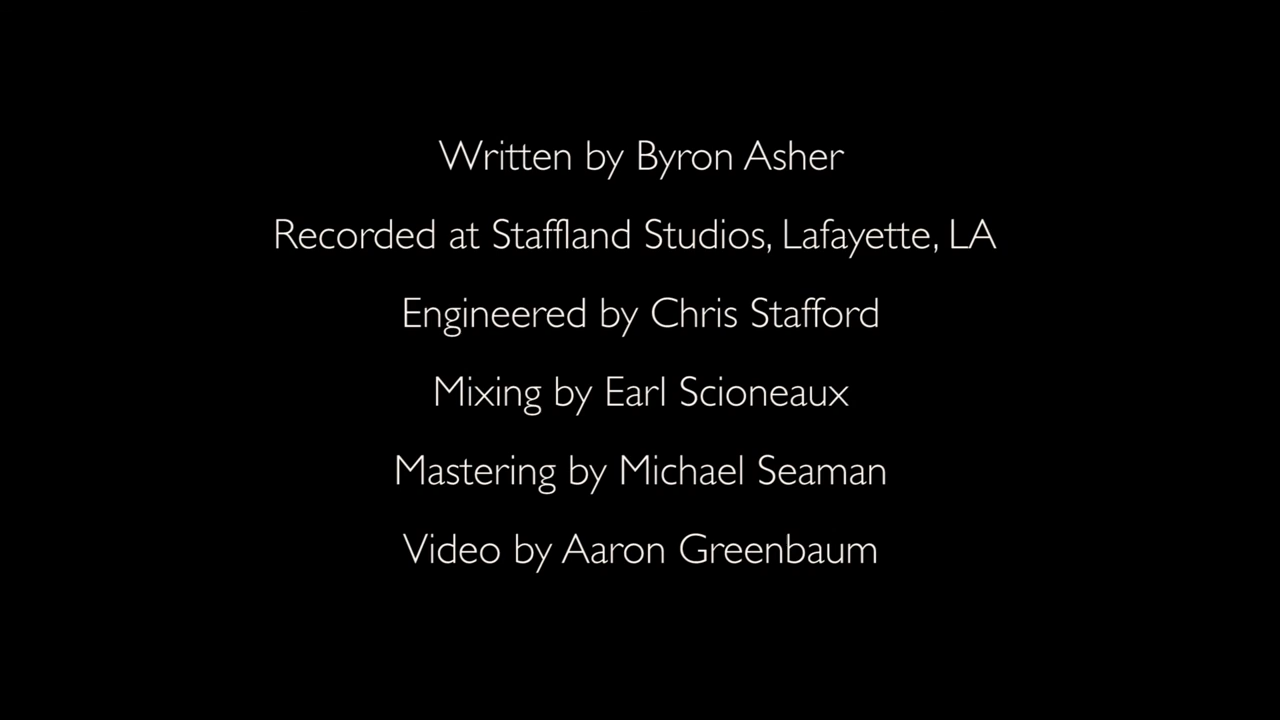 Written by Byron Asher
Recorded at Staffland Studios, Lafayette, LA
Engineered by Chris Stafford
Mixing by Earl Scioneaux
Mastering by Michael Seaman
Video by Aaron Greenbaum